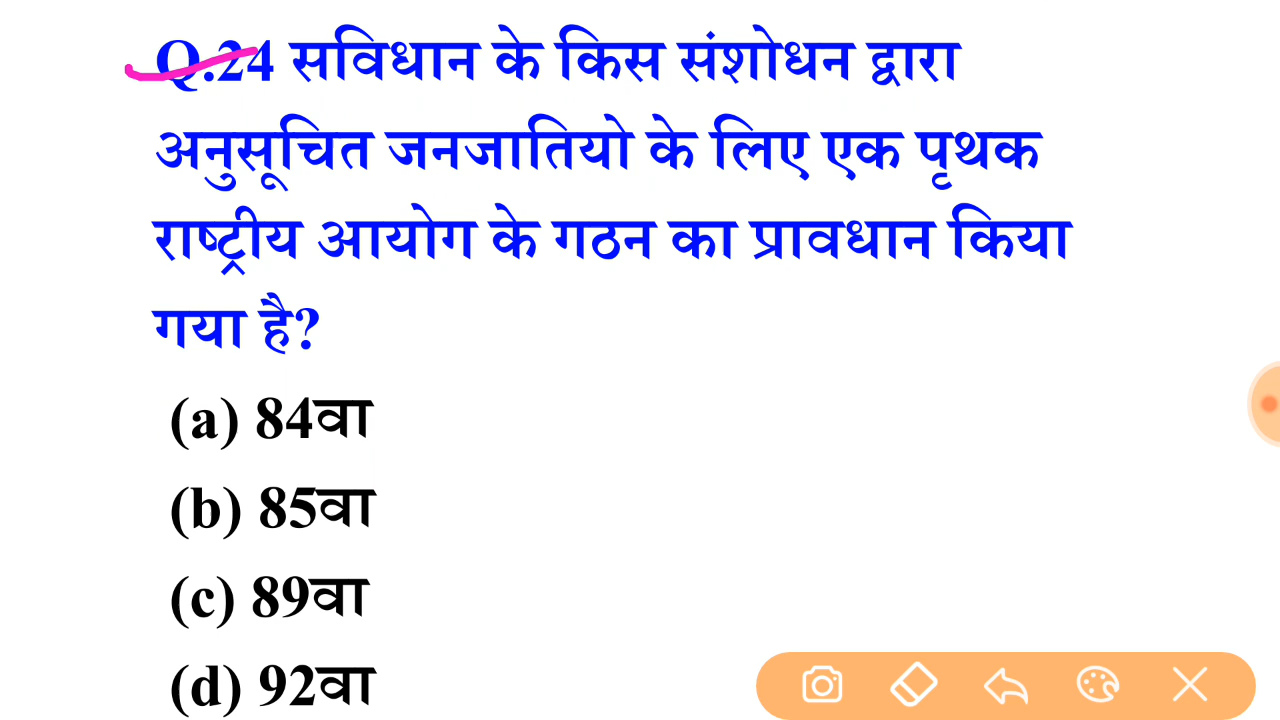 Q.24 सविधान के किस संशोधन द्वारा
अनुसूचित जनजातियो के लिए एक पृथक
राष्ट्रीय आयोग के गठन का प्रावधान किया
गया है?
(a) 84वा
(b) 85वा
(c) 89वा
(d) 92वा